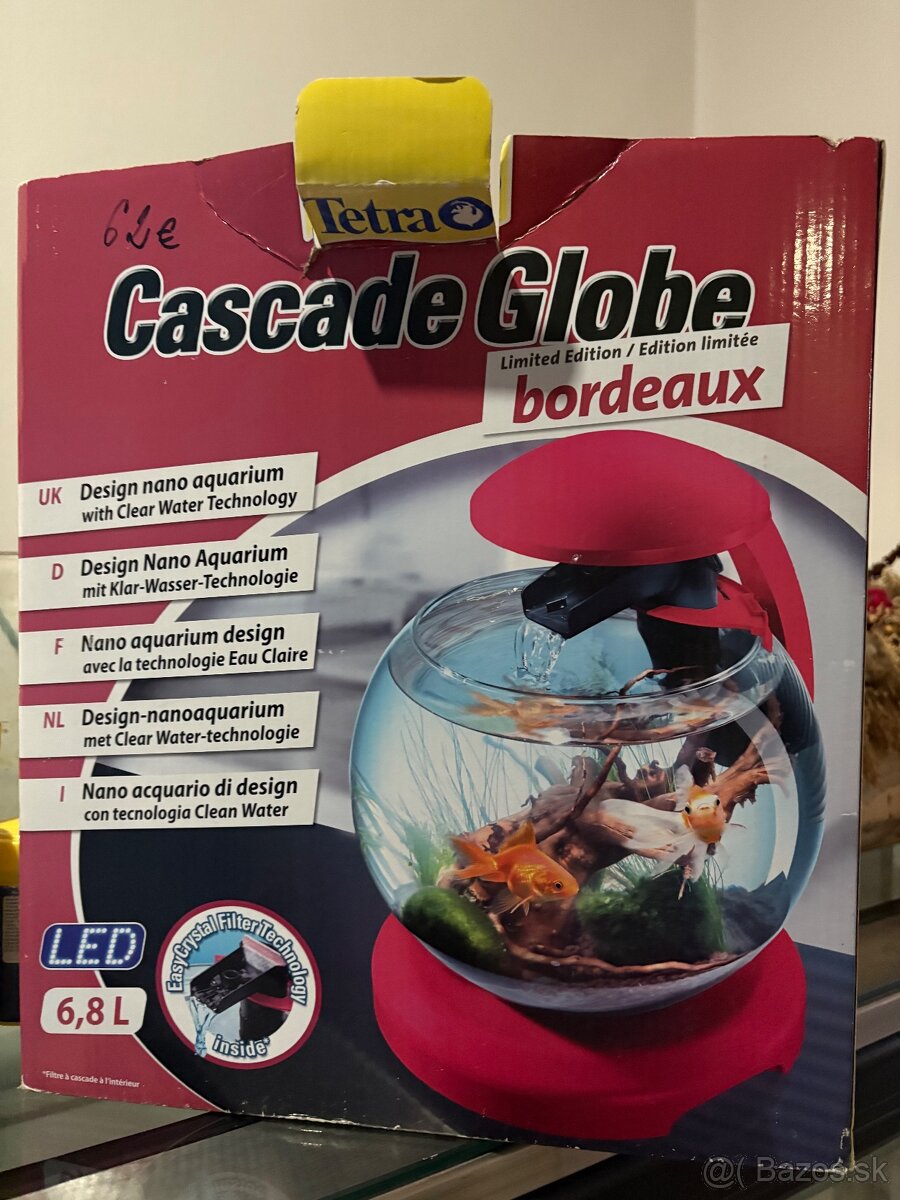 Tetra
62€
Cascade Globe
Limited Edition / Edition limitée
bordeaux
UK Design nano aquarium
with Clear Water Technology
D Design Nano Aquarium
mit Klar-Wasser-Technologie
F Nano aquarium design
avec la technologie Eau Claire
NL Design-nanoaquarium
met Clear Water-technologie
I Nano acquario di design
con tecnologia Clean Water
LED
6,8 L
EasyCrystal FilterTechnology
inside*
*Filtre à cascade à l'intérieur
@( Bazos.sk